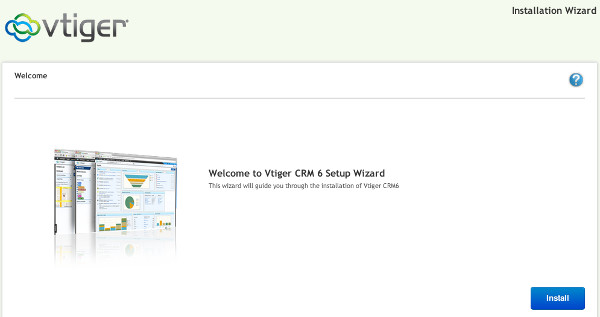 vtiger
Installation Wizard
Welcome
?
Welcome to Vtiger CRM 6 Setup Wizard
This wizard will guide you through the installation of Vtiger CRM6
Install